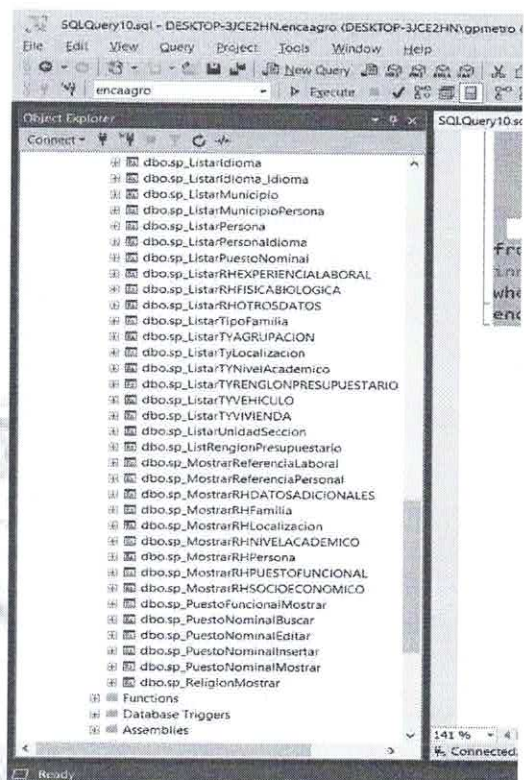 SQLQuery10.sql - DESKTOP-3JCE2HN.encaagro (DESKTOP-3JCE2HN\gpmetro (
File Edit View Query Project Tools Window Help
New Query
encaagro Execute
Object Explorer
SQLQuery10.sq
Connect
dbo.sp_ListarIdioma
dbo.sp_ListarIdioma_Idioma
dbo.sp_ListarMunicipio
dbo.sp_ListarMunicipioPersona
dbo.sp_ListarPersona
dbo.sp_ListarPersonaIdioma
dbo.sp_ListarPuestoNominal
dbo.sp_ListarRHEXPERIENCIALABORAL
dbo.sp_ListarRHFISICABIOLOGICA
dbo.sp_ListarRHOTROSDATOS
dbo.sp_ListarTipoFamilia
dbo.sp_ListarTYAGRUPACION
dbo.sp_ListarTyLocalizacion
dbo.sp_ListarTYNivelAcademico
dbo.sp_ListarTYRENGLONPRESUPUESTARIO
dbo.sp_ListarTYVEHICULO
dbo.sp_ListarTYVIVIENDA
dbo.sp_ListarUnidadSeccion
dbo.sp_ListRenglonPresupuestario
dbo.sp_MostrarReferenciaLaboral
dbo.sp_MostrarReferenciaPersonal
dbo.sp_MostrarRHDATOSADICIONALES
dbo.sp_MostrarRHFamilia
dbo.sp_MostrarRHLocalizacion
dbo.sp_MostrarRHNIVELACADEMICO
dbo.sp_MostrarRHPersona
dbo.sp_MostrarRHPUESTOFUNCIONAL
dbo.sp_MostrarRHSOCIOECONOMICO
dbo.sp_PuestoFuncionalMostrar
dbo.sp_PuestoNominalBuscar
dbo.sp_PuestoNominalEditar
dbo.sp_PuestoNominalInsertar
dbo.sp_PuestoNominalMostrar
dbo.sp_ReligionMostrar
Functions
Database Triggers
Assemblies
fro
inn
whe
end
141 %
Connected.
Ready